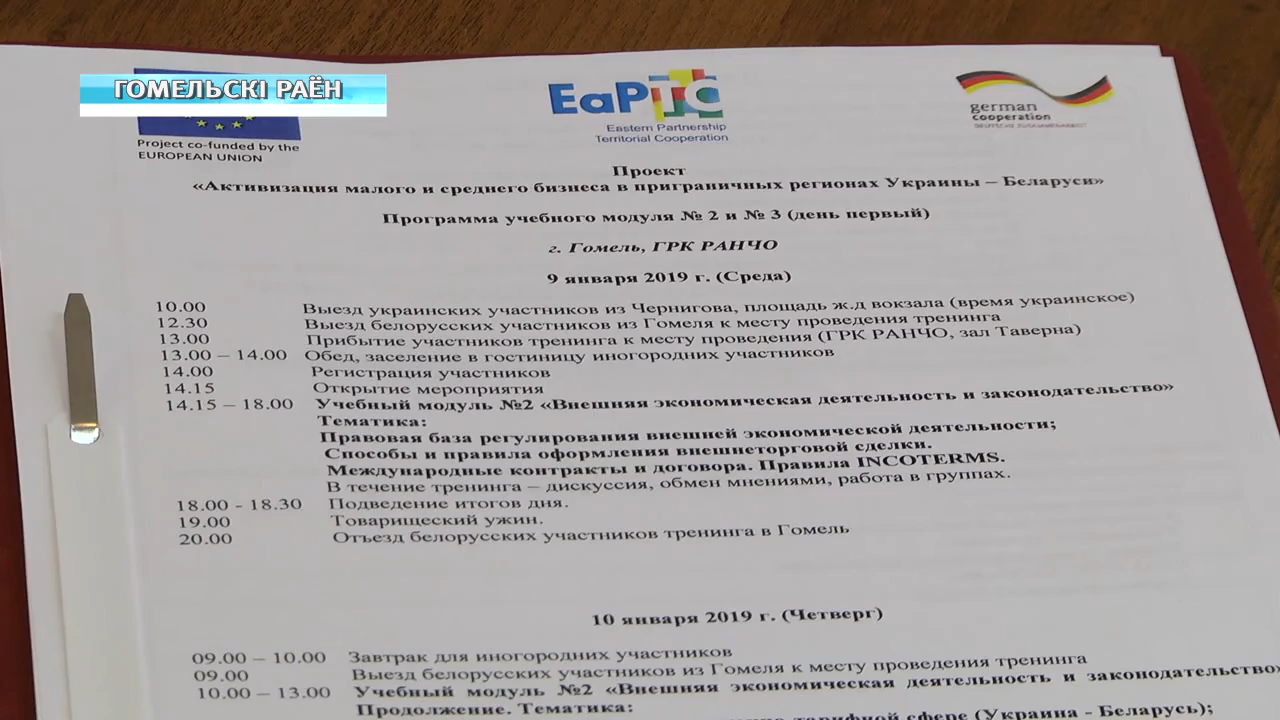 ГОМЕЛЬСКІ РАЁН
Project co-funded by the
EUROPEAN UNION
EaPTC
Eastern Partnership
Territorial Cooperation
german
cooperation
DEUTSCHE ZUSAMMENARBEIT
Проект
«Активизация малого и среднего бизнеса в приграничных регионах Украины – Беларуси»
Программа учебного модуля № 2 и № 3 (день первый)
г. Гомель, ГРК РАНЧО
9 января 2019 г. (Среда)
10.00 Выезд украинских участников из Чернигова, площадь ж.д вокзала (время украинское)
12.30 Выезд белорусских участников из Гомеля к месту проведения тренинга
13.00 Прибытие участников тренинга к месту проведения (ГРК РАНЧО, зал Таверна)
13.00 – 14.00 Обед, заселение в гостиницу иногородних участников
14.00 Регистрация участников
14.15 Открытие мероприятия
14.15 – 18.00 Учебный модуль №2 «Внешняя экономическая деятельность и законодательство»
Тематика:
Правовая база регулирования внешней экономической деятельности;
Способы и правила оформления внешнеторговой сделки.
Международные контракты и договора. Правила INCOTERMS.
В течение тренинга – дискуссия, обмен мнениями, работа в группах.
18.00 - 18.30 Подведение итогов дня.
19.00 Товарищеский ужин.
20.00 Отъезд белорусских участников тренинга в Гомель
10 января 2019 г. (Четверг)
09.00 – 10.00 Завтрак для иногородних участников
09.00 Выезд белорусских участников из Гомеля к месту проведения тренинга
10.00 – 13.00 Учебный модуль №2 «Внешняя экономическая деятельность и законодательство»
Продолжение. Тематика:
тарифной сфере (Украина - Беларусь);